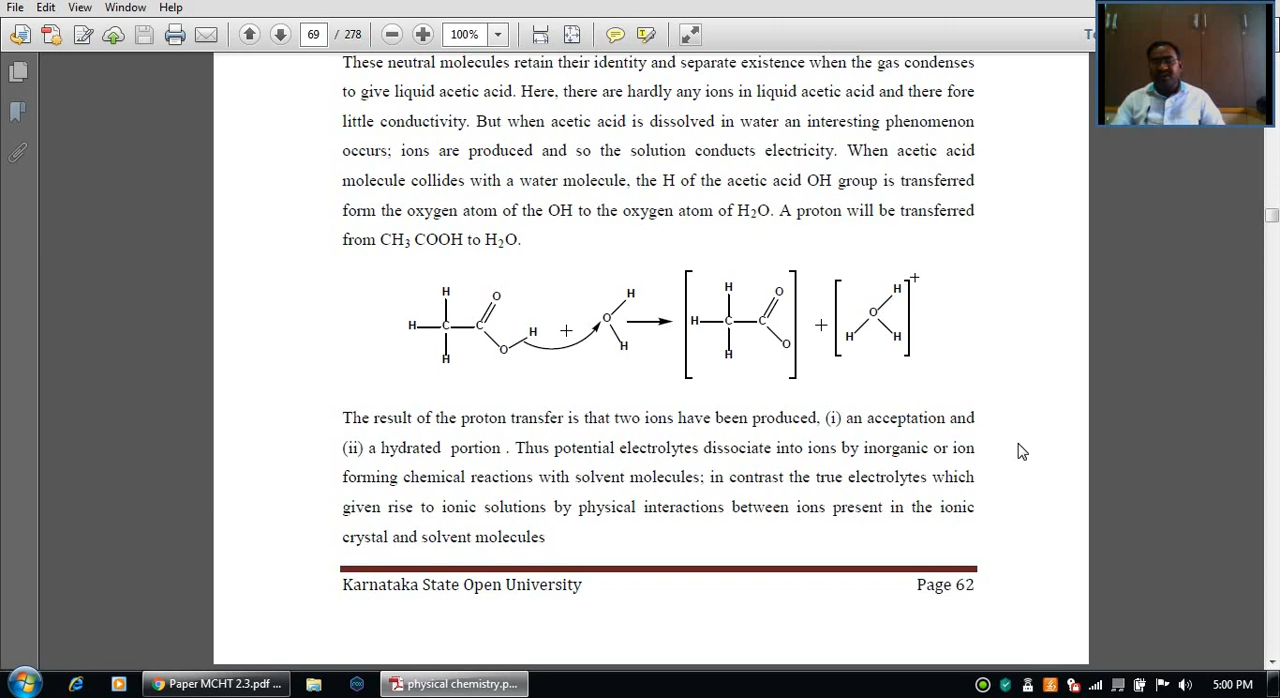 File Edit View Window Help
69 / 278 100%
These neutral molecules retain their identity and separate existence when the gas condenses
to give liquid acetic acid. Here, there are hardly any ions in liquid acetic acid and there fore
little conductivity. But when acetic acid is dissolved in water an interesting phenomenon
occurs; ions are produced and so the solution conducts electricity. When acetic acid
molecule collides with a water molecule, the H of the acetic acid OH group is transferred
form the oxygen atom of the OH to the oxygen atom of H2O. A proton will be transferred
from CH3 COOH to H2O.
H O H H O H +
H C C H + O H C C + O
H O H H O H H
The result of the proton transfer is that two ions have been produced, (i) an acceptation and
(ii) a hydrated portion . Thus potential electrolytes dissociate into ions by inorganic or ion
forming chemical reactions with solvent molecules; in contrast the true electrolytes which
given rise to ionic solutions by physical interactions between ions present in the ionic
crystal and solvent molecules
Karnataka State Open University Page 62
Paper MCHT 2.3.pdf ... physical chemistry.p... 5:00 PM